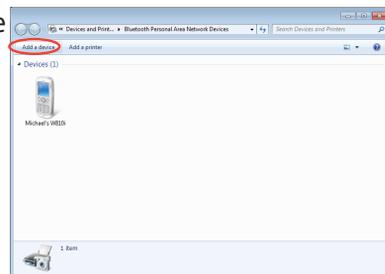 e
« Devices and Print... ▸ Bluetooth Personal Area Network Devices
Search Devices and Printers
Add a device Add a printer
Devices (1)
Michael's W810i
1 item